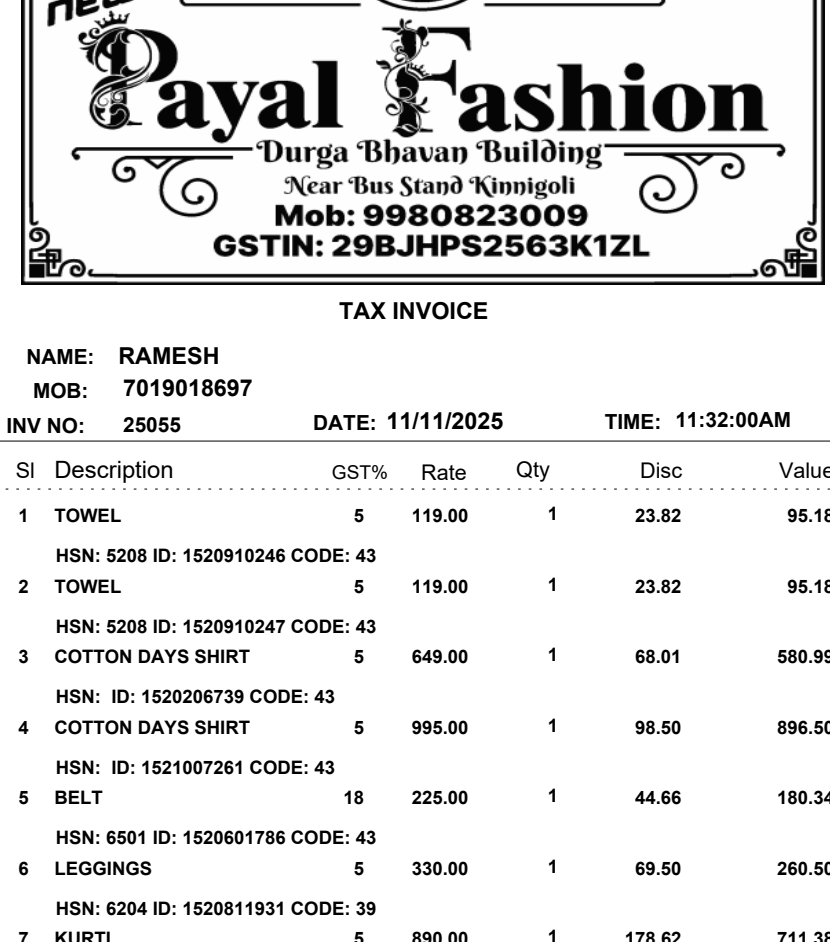 new
Payal Fashion
Durga Bhavan Building
Near Bus Stand Kinnigoli
Mob: 9980823009
GSTIN: 29BJHPS2563K1ZL
TAX INVOICE
NAME: RAMESH
MOB: 7019018697
INV NO: 25055 DATE: 11/11/2025 TIME: 11:32:00AM
Sl Description GST% Rate Qty Disc Value
1 TOWEL 5 119.00 1 23.82 95.18
HSN: 5208 ID: 1520910246 CODE: 43
2 TOWEL 5 119.00 1 23.82 95.18
HSN: 5208 ID: 1520910247 CODE: 43
3 COTTON DAYS SHIRT 5 649.00 1 68.01 580.99
HSN: ID: 1520206739 CODE: 43
4 COTTON DAYS SHIRT 5 995.00 1 98.50 896.50
HSN: ID: 1521007261 CODE: 43
5 BELT 18 225.00 1 44.66 180.34
HSN: 6501 ID: 1520601786 CODE: 43
6 LEGGINGS 5 330.00 1 69.50 260.50
HSN: 6204 ID: 1520811931 CODE: 39
7 KURTI 5 890.00 1 178.62 711.38